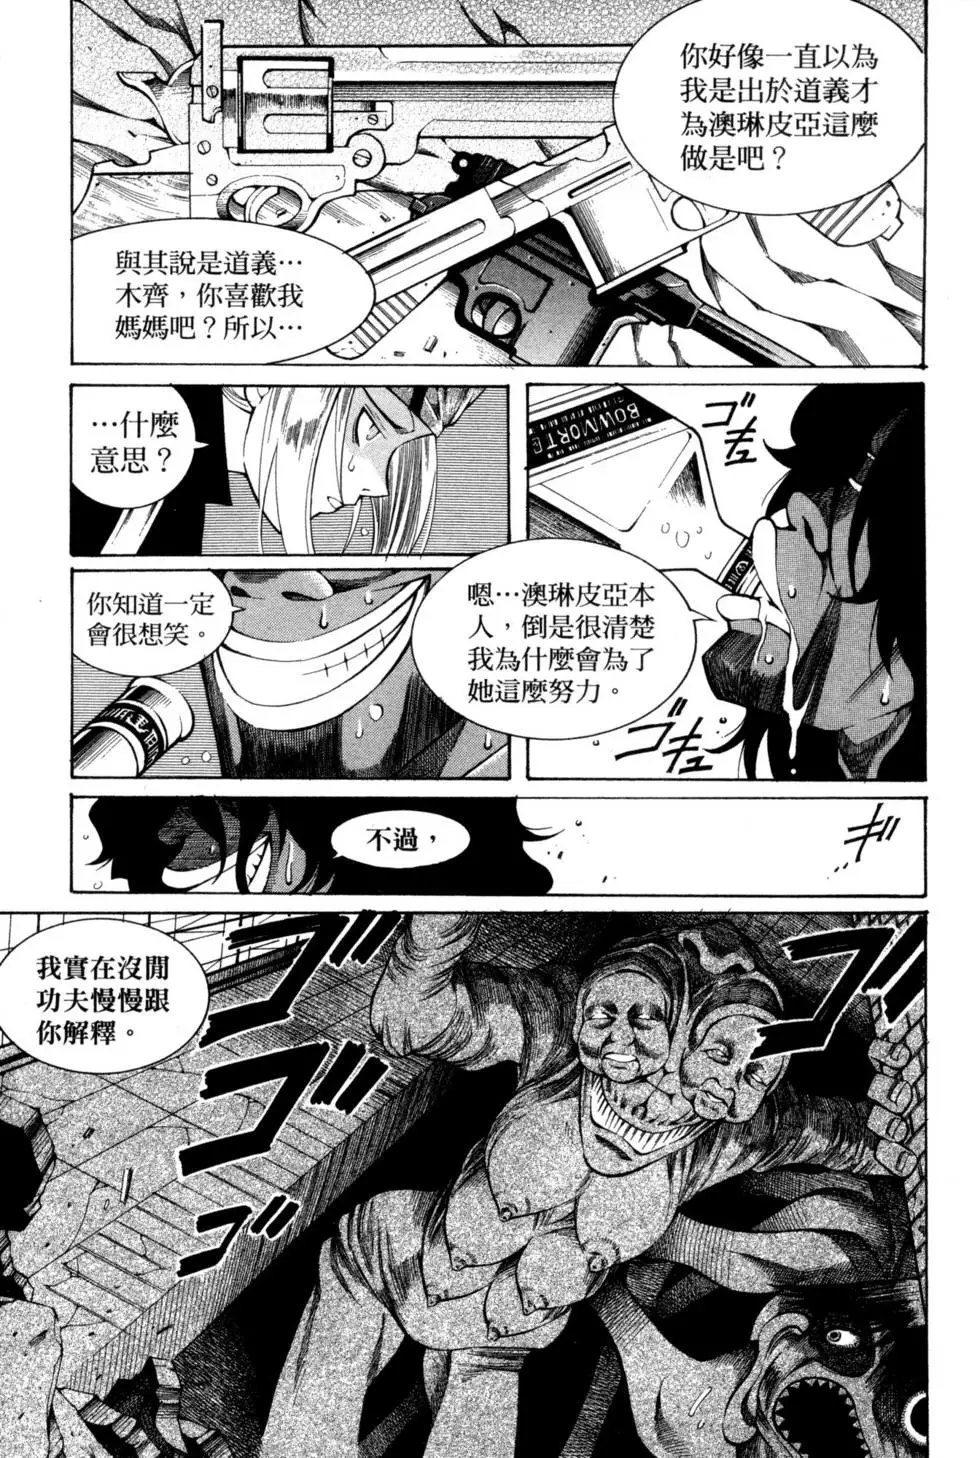 你好像一直以為
我是出於道義才
為澳琳皮亞這麼
做是吧？
與其說是道義…
木齊，你喜歡我
媽媽吧？所以…
BOWMORTE
ゴキュ
…什麼
意思？
嗯…澳琳皮亞本
人，倒是很清楚
我為什麼會為了
她這麼努力。
ゴキュ
你知道一定
會很想笑。
不過，
ギ
ゴゴゴゴ
我實在沒閒
功夫慢慢跟
你解釋。